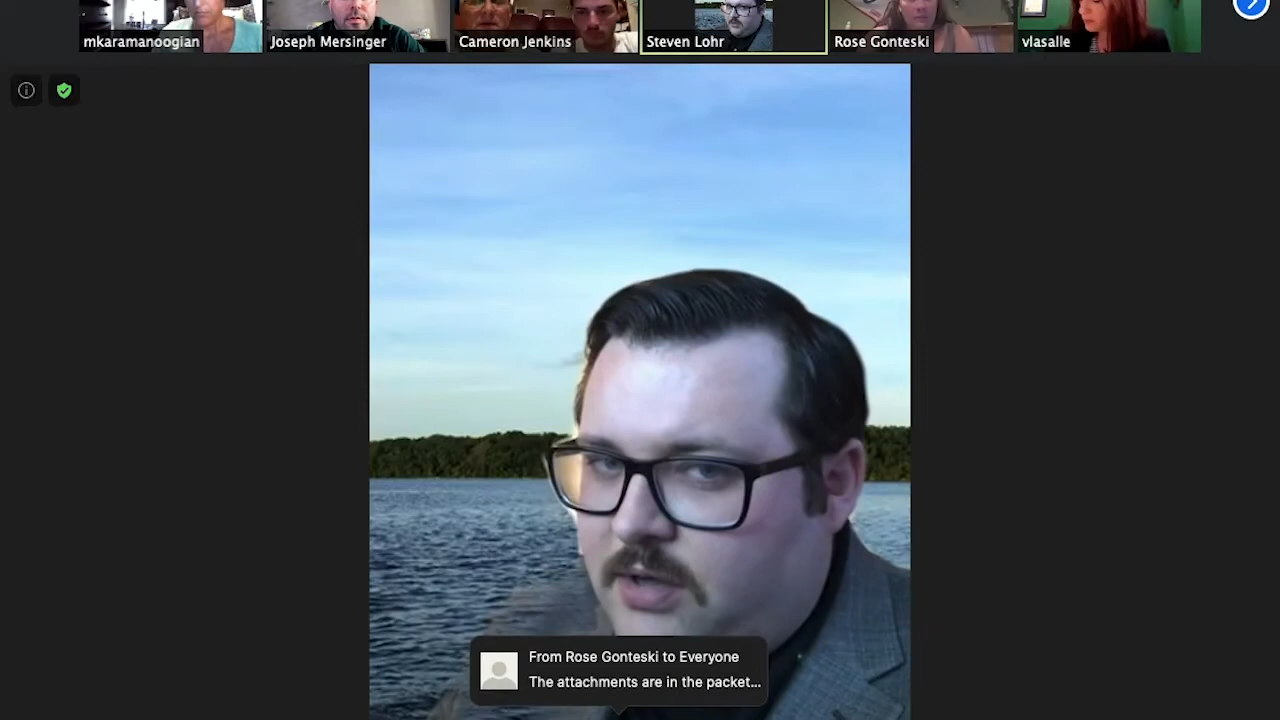 mkaramanoogian
Joseph Mersinger
Cameron Jenkins
Steven Lohr
Rose Gonteski
vlasalle
From Rose Gonteski to Everyone
The attachments are in the packet...